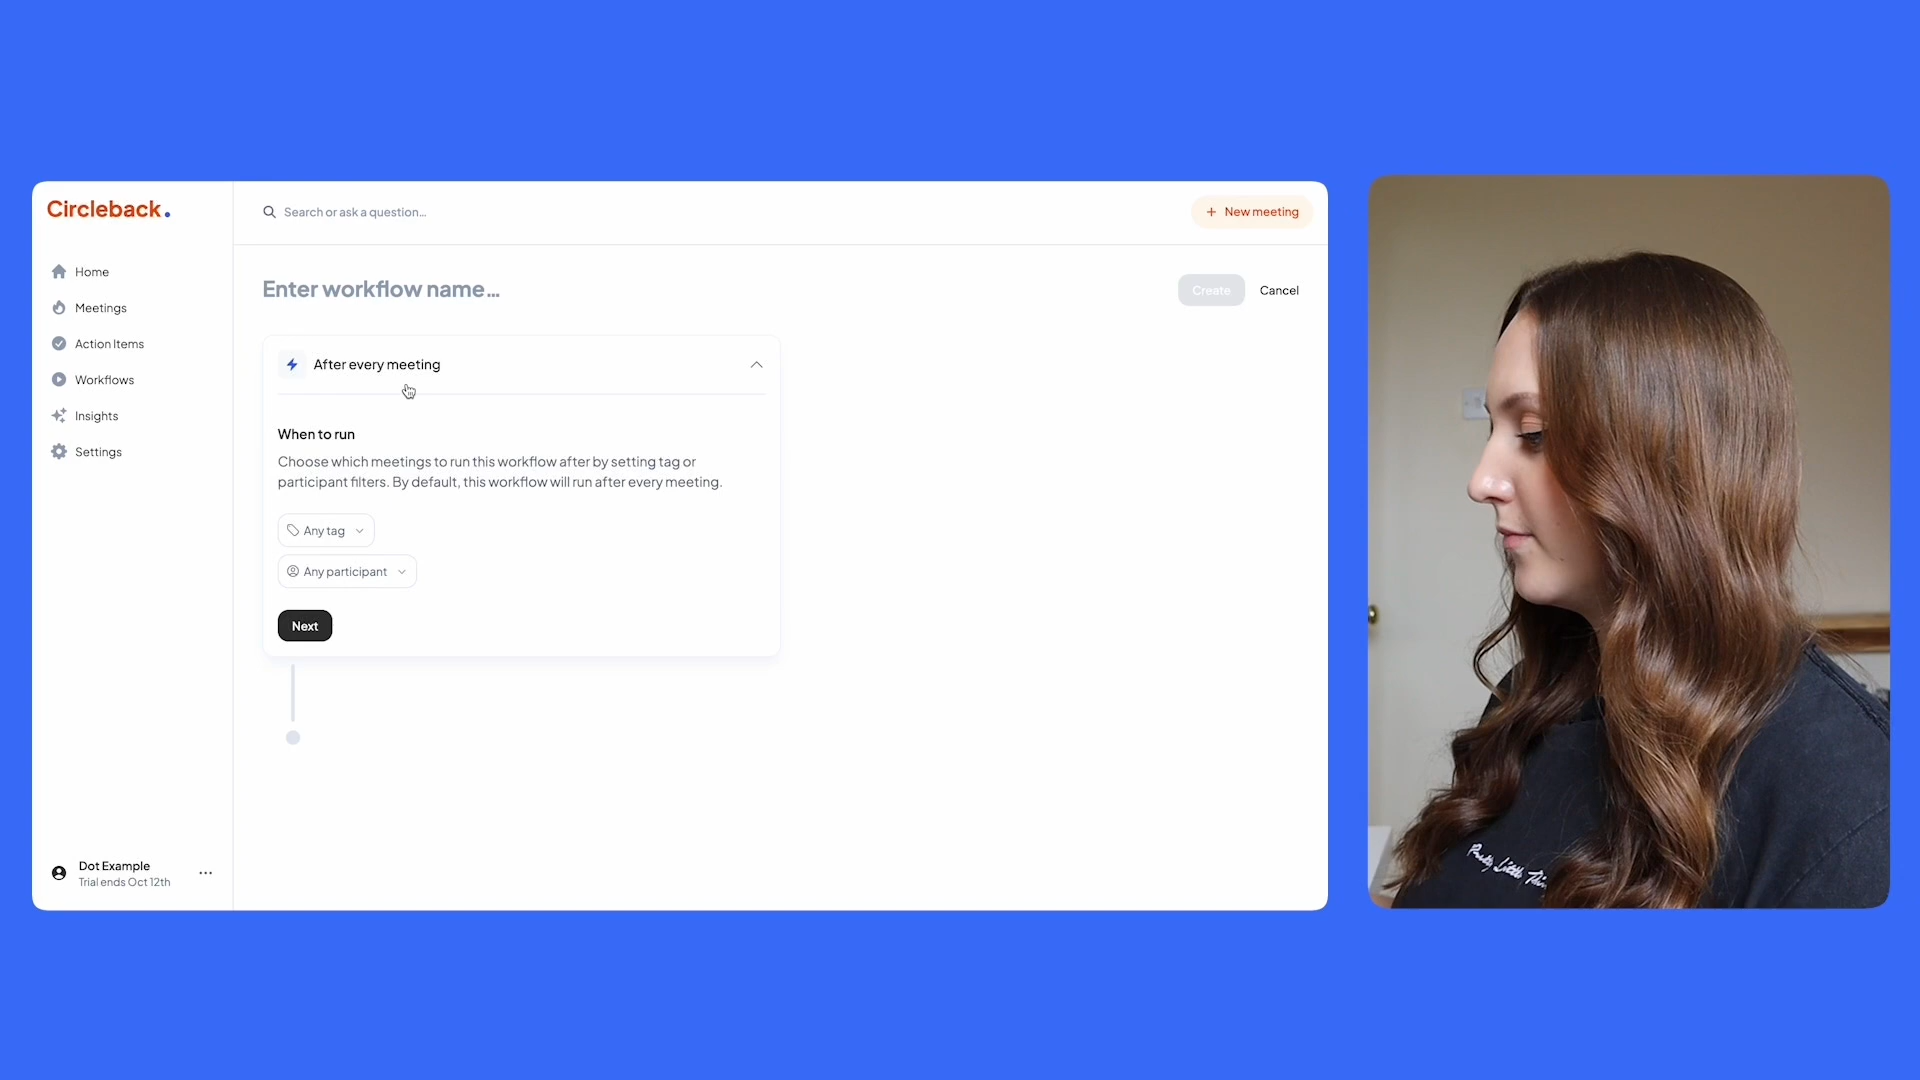 Circleback.
Search or ask a question...
New meeting
Home
Meetings
Action Items
Workflows
Insights
Settings
Enter workflow name...
Create
Cancel
After every meeting
When to run
Choose which meetings to run this workflow after by setting tag or
participant filters. By default, this workflow will run after every meeting.
Any tag
Any participant
Next
Dot Example
Trial ends Oct 12th
...
Pretty Little